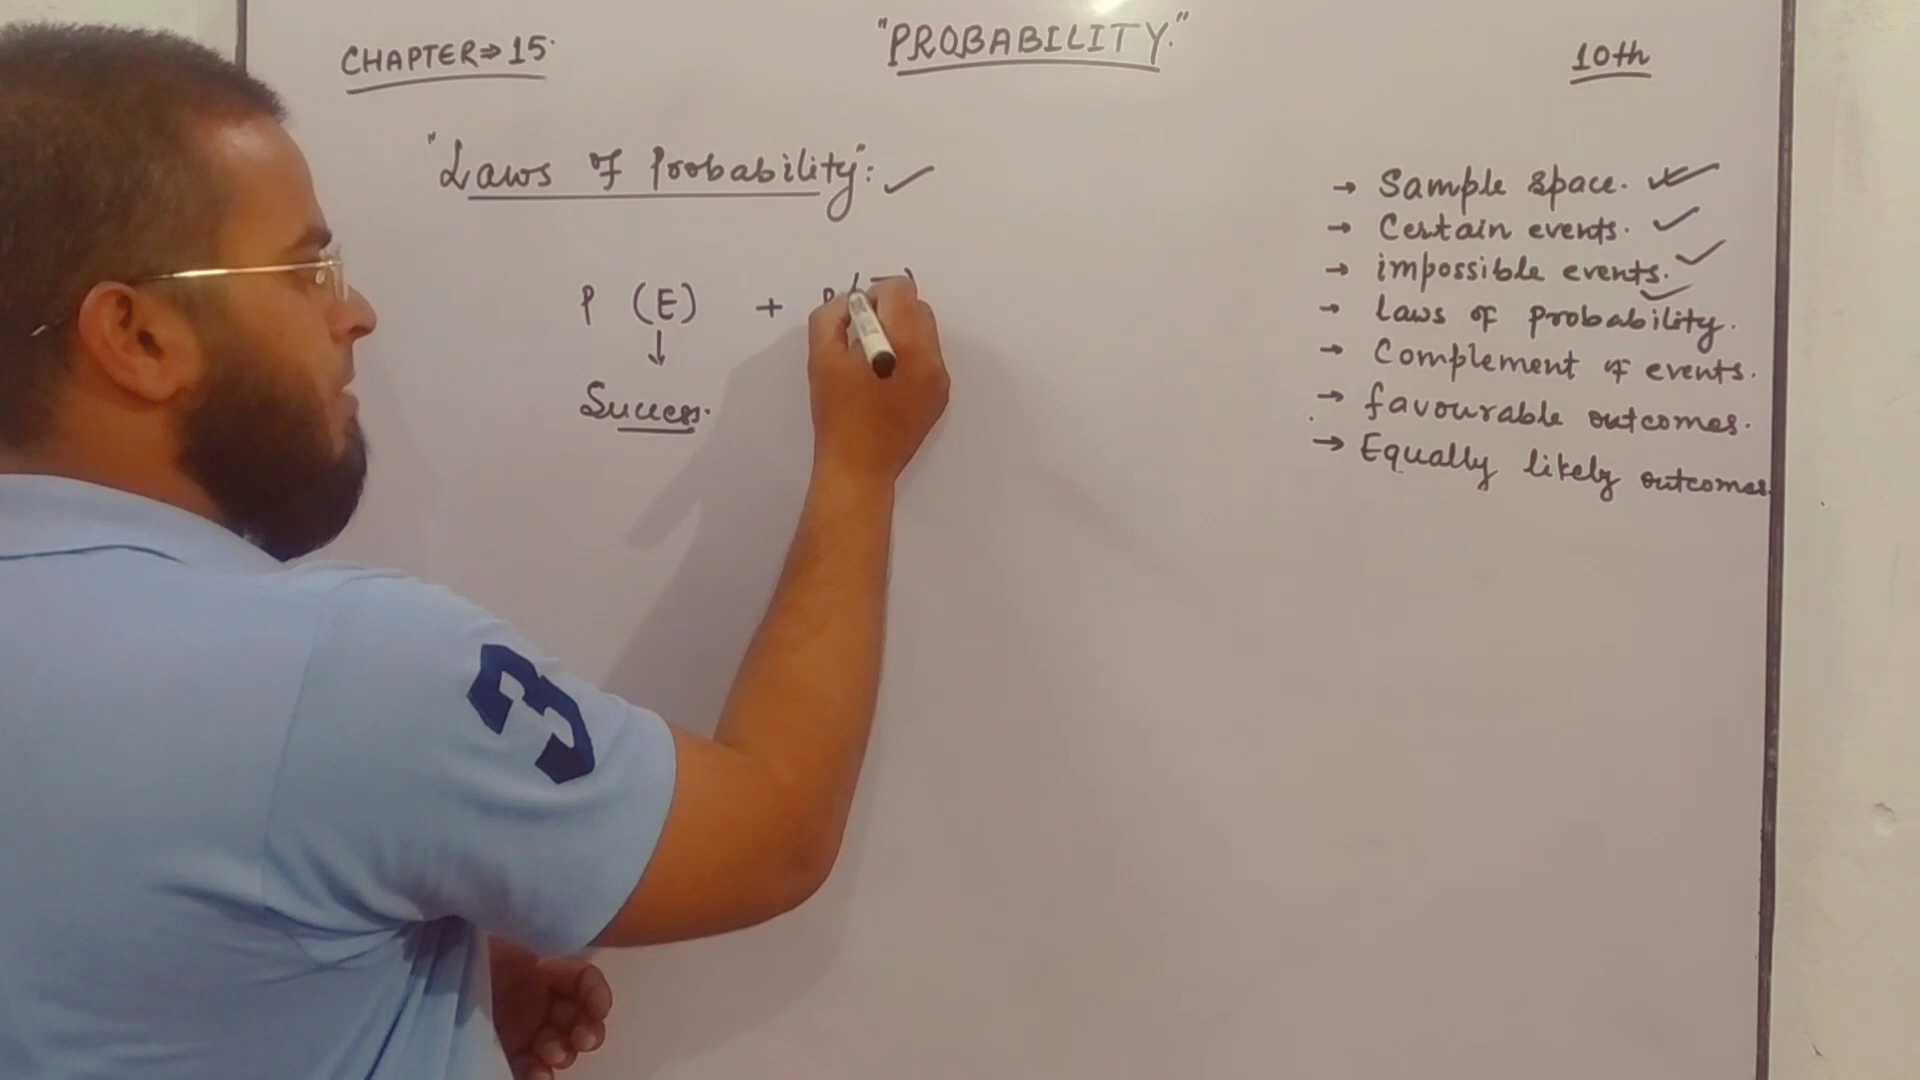 CHAPTER⇒15.
"PROBABILITY."
10th
"Laws of Probability": ✓
P (E) + P(
↓
Success.
→ Sample space. ✓
→ Certain events. ✓
→ impossible events. ✓
→ Laws of probability. ✓
→ Complement of events.
→ favourable outcomes.
→ Equally likely outcomes.
3